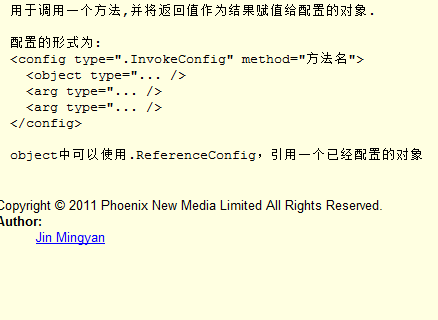 用于调用一个方法,并将返回值作为结果赋值给配置的对象.
配置的形式为:
<config type=".InvokeConfig" method="方法名">
<object type="... />
<arg type="... />
<arg type="... />
</config>
object中可以使用.ReferenceConfig，引用一个已经配置的对象
Copyright © 2011 Phoenix New Media Limited All Rights Reserved.
Author:
Jin Mingyan